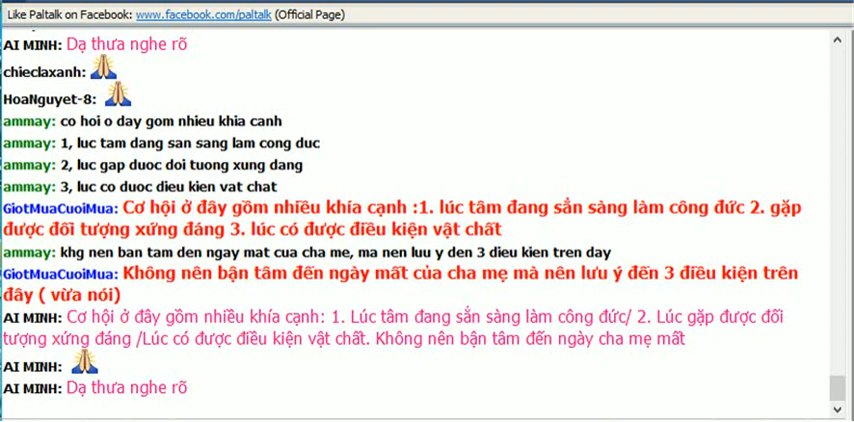 Like Paltalk on Facebook: www.facebook.com/paltalk (Official Page)
AI MINH: Dạ thưa nghe rõ
chieclaxanh:
HoaNguyet-8:
ammay: co hoi o day gom nhieu khia canh
ammay: 1, luc tam dang san sang lam cong duc
ammay: 2, luc gap duoc doi tuong xung dang
ammay: 3, luc co duoc dieu kien vat chat
GiotMuaCuoiMua: Cơ hội ở đây gồm nhiều khía cạnh :1. lúc tâm đang sẳn sàng làm công đức 2. gặp
được đối tượng xứng đáng 3. lúc có được điều kiện vật chất
ammay: khg nen ban tam den ngay mat cua cha me, ma nen luu y den 3 dieu kien tren day
GiotMuaCuoiMua: Không nên bận tâm đến ngày mất của cha mẹ mà nên lưu ý đến 3 điều kiện trên
đây ( vừa nói)
AI MINH: Cơ hội ở đây gồm nhiều khía cạnh: 1. Lúc tâm đang sẳn sàng làm công đức/ 2. Lúc gặp được đối
tượng xứng đáng /Lúc có được điều kiện vật chất. Không nên bận tâm đến ngày cha mẹ mất
AI MINH:
AI MINH: Dạ thưa nghe rõ